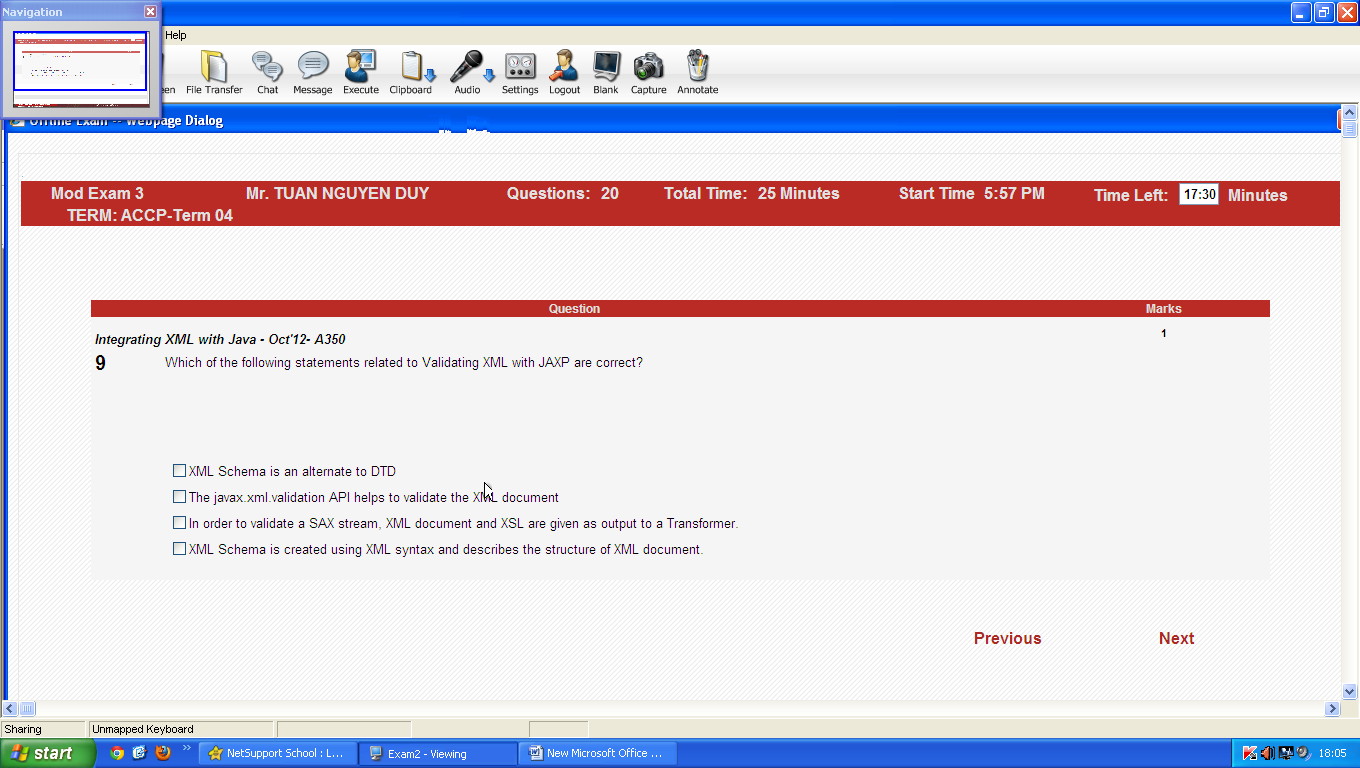 Navigation
Help
File Transfer
Chat
Message
Execute
Clipboard
Audio
Settings
Logout
Blank
Capture
Annotate
Offline Exam -- Webpage Dialog
Mod Exam 3 Mr. TUAN NGUYEN DUY Questions: 20 Total Time: 25 Minutes Start Time 5:57 PM Time Left: 17:30 Minutes
TERM: ACCP-Term 04
Question Marks
Integrating XML with Java - Oct'12- A350 1
9 Which of the following statements related to Validating XML with JAXP are correct?
XML Schema is an alternate to DTD
The javax.xml.validation API helps to validate the XML document
In order to validate a SAX stream, XML document and XSL are given as output to a Transformer.
XML Schema is created using XML syntax and describes the structure of XML document.
Previous Next
Sharing Unmapped Keyboard
start NetSupport School : L... Exam2 - Viewing New Microsoft Office ... 18:05